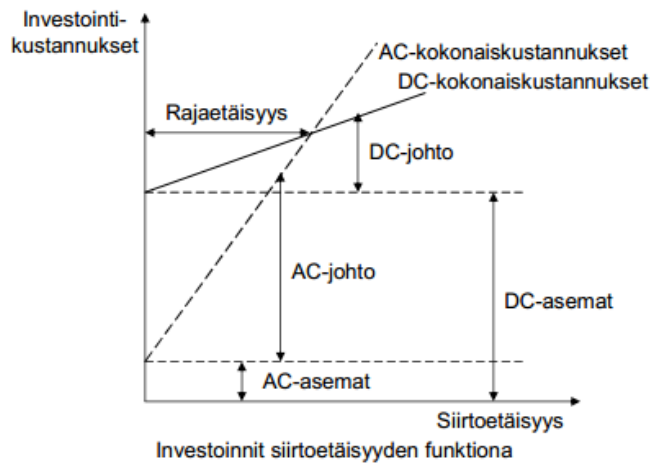 Investointi-
kustannukset
AC-kokonaiskustannukset
DC-kokonaiskustannukset
Rajaetäisyys
DC-johto
AC-johto
DC-asemat
AC-asemat
Siirtoetäisyys
Investoinnit siirtoetäisyyden funktiona